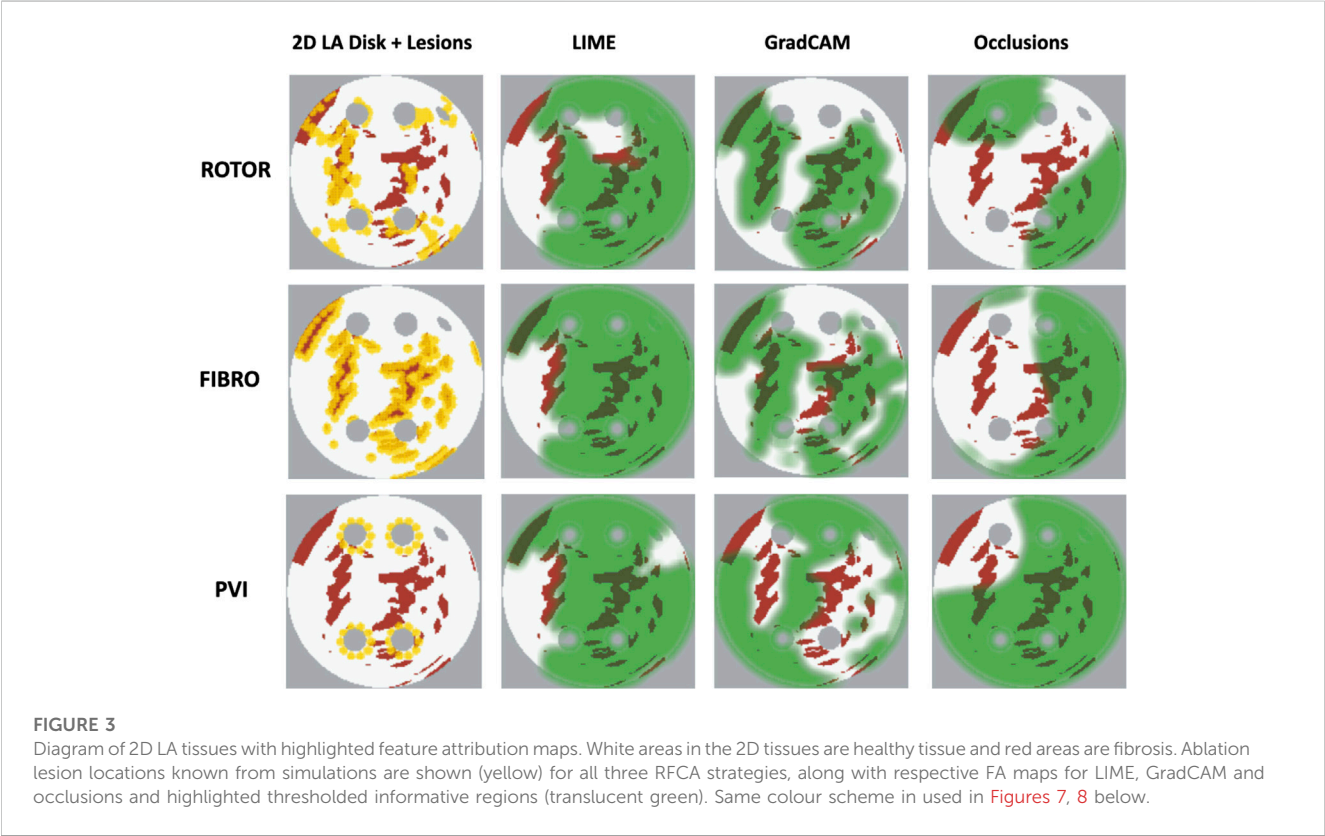 2D LA Disk + Lesions LIME GradCAM Occlusions
ROTOR
FIBRO
PVI
FIGURE 3
Diagram of 2D LA tissues with highlighted feature attribution maps. White areas in the 2D tissues are healthy tissue and red areas are fibrosis. Ablation
lesion locations known from simulations are shown (yellow) for all three RFCA strategies, along with respective FA maps for LIME, GradCAM and
occlusions and highlighted thresholded informative regions (translucent green). Same colour scheme in used in Figures 7, 8 below.